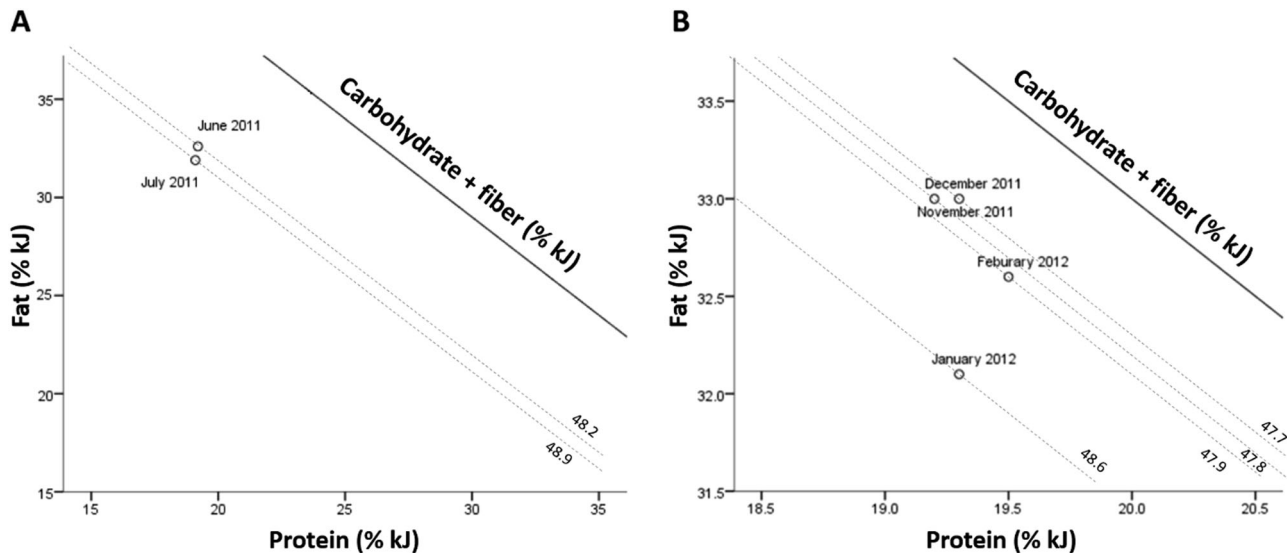 A
Fat (% kJ)
35
30
25
20
15
June 2011
July 2011
Carbohydrate + fiber (% kJ)
48.2
48.9
15
20
25
30
35
Protein (% kJ)
B
Fat (% kJ)
33.5
33.0
32.5
32.0
31.5
Carbohydrate + fiber (% kJ)
December 2011
November 2011
Feburary 2012
January 2012
47.7
47.8
47.9
48.6
18.5
19.0
19.5
20.0
20.5
Protein (% kJ)